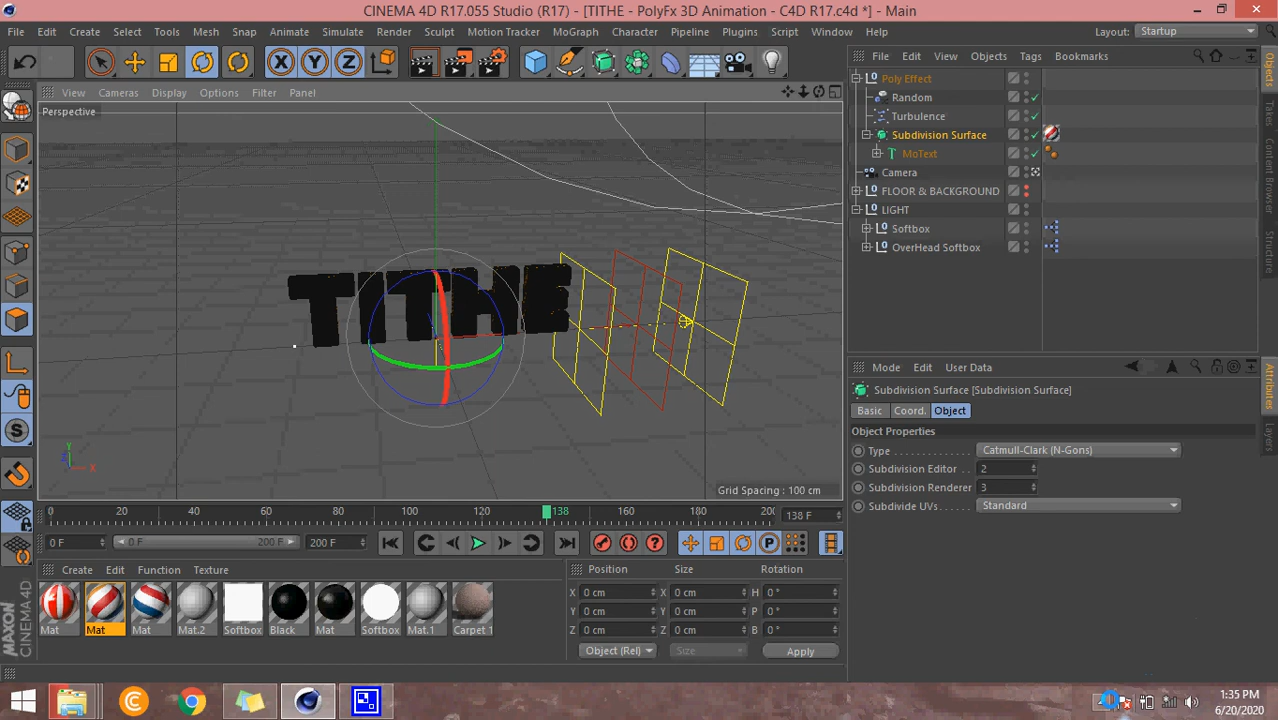 CINEMA 4D R17.055 Studio (R17) - [TITHE - PolyFx 3D Animation - C4D R17.c4d *] - Main
File Edit Create Select Tools Mesh Snap Animate Simulate Render Sculpt Motion Tracker MoGraph Character Pipeline Plugins Script Window Help Layout: Startup
X Y Z
File Edit View Objects Tags Bookmarks
View Cameras Display Options Filter Panel
Perspective
Poly Effect
Random
Turbulence
Subdivision Surface
MoText
Camera
FLOOR & BACKGROUND
LIGHT
Softbox
OverHead Softbox
Objects
Takes
Content Browser
Structure
TITHE
Y
Z
X
Grid Spacing : 100 cm
Mode Edit User Data
Subdivision Surface [Subdivision Surface]
Basic Coord. Object
Object Properties
Type Catmull-Clark (N-Gons)
Subdivision Editor 2
Subdivision Renderer 3
Subdivide UVs Standard
Attributes
Layers
0 20 40 60 80 100 120 138 160 180 200 138 F
0 F 0 F 200 F 200 F
Create Edit Function Texture
Mat Mat Mat Mat.2 Softbox Black Mat Softbox Mat.1 Carpet 1
Position Size Rotation
X 0 cm X 0 cm H 0 °
Y 0 cm Y 0 cm P 0 °
Z 0 cm Z 0 cm B 0 °
Object (Rel) Size Apply
MAXON CINEMA 4D
1:35 PM
6/20/2020